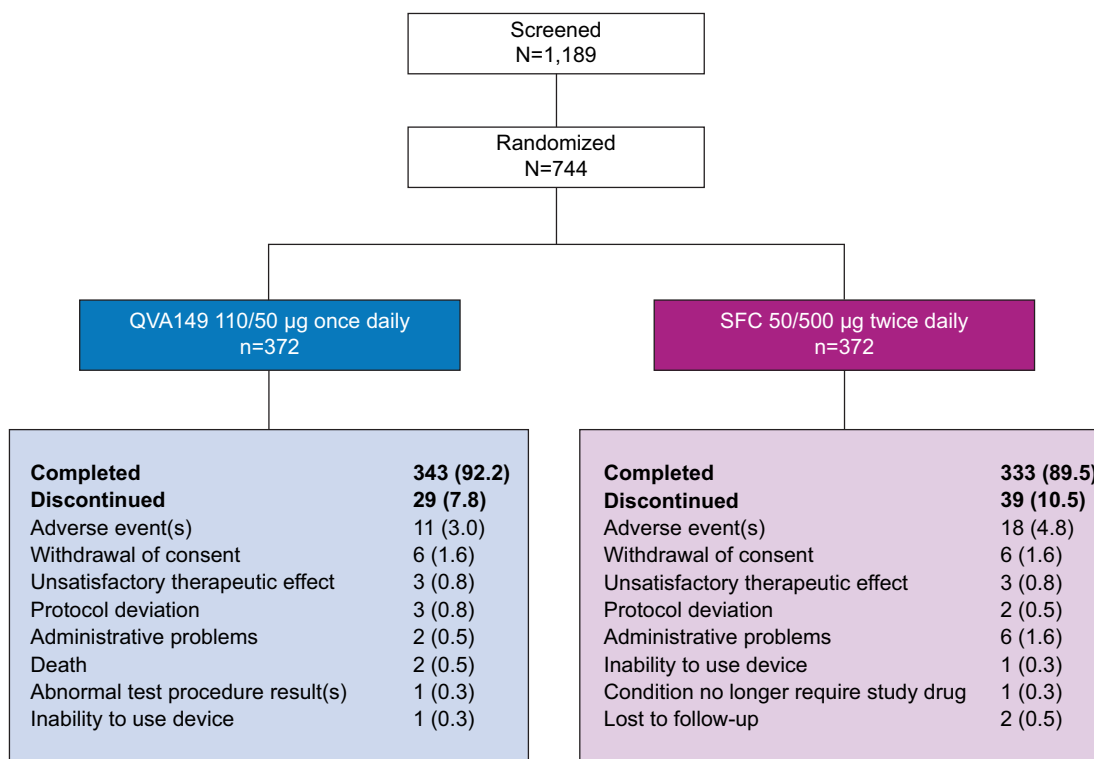 Screened
N=1,189
Randomized
N=744
QVA149 110/50 µg once daily
n=372
SFC 50/500 µg twice daily
n=372
Completed 343 (92.2)
Discontinued 29 (7.8)
Adverse event(s) 11 (3.0)
Withdrawal of consent 6 (1.6)
Unsatisfactory therapeutic effect 3 (0.8)
Protocol deviation 3 (0.8)
Administrative problems 2 (0.5)
Death 2 (0.5)
Abnormal test procedure result(s) 1 (0.3)
Inability to use device 1 (0.3)
Completed 333 (89.5)
Discontinued 39 (10.5)
Adverse event(s) 18 (4.8)
Withdrawal of consent 6 (1.6)
Unsatisfactory therapeutic effect 3 (0.8)
Protocol deviation 2 (0.5)
Administrative problems 6 (1.6)
Inability to use device 1 (0.3)
Condition no longer require study drug 1 (0.3)
Lost to follow-up 2 (0.5)